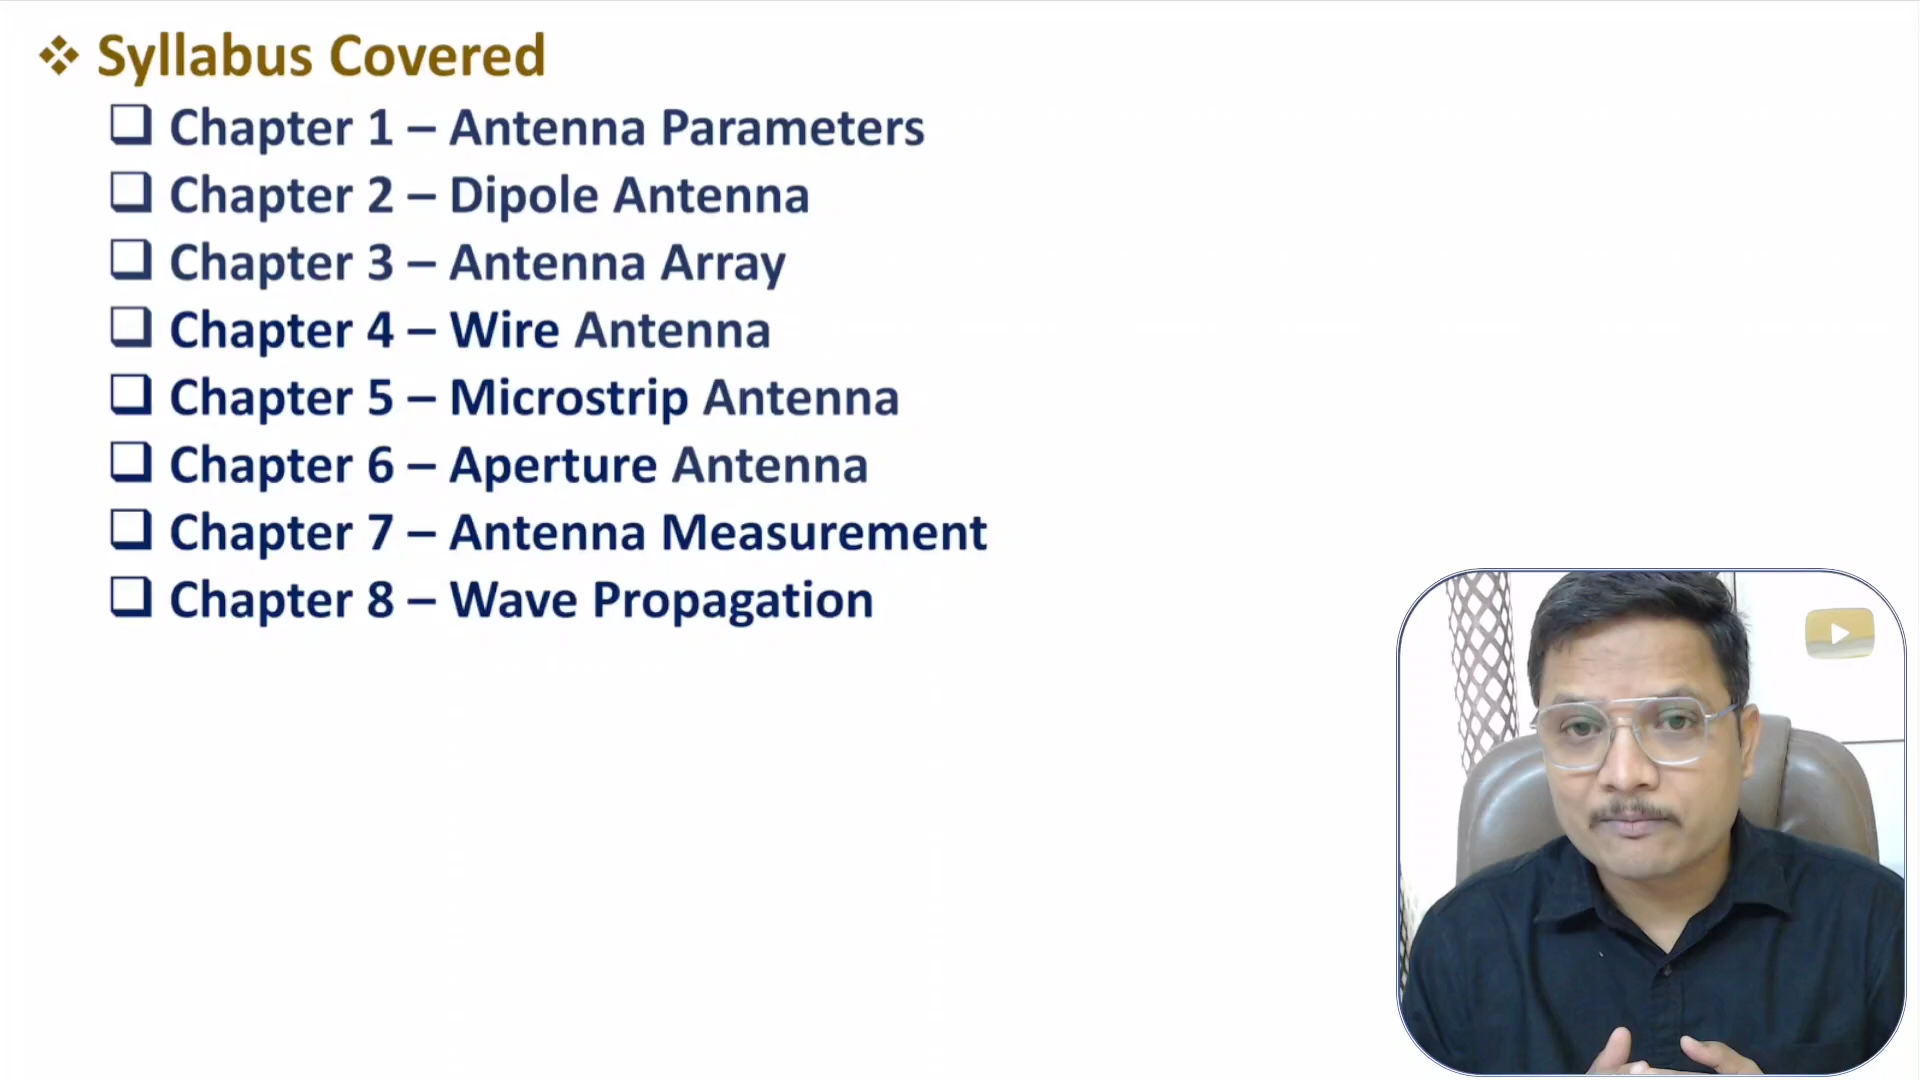 Syllabus Covered
Chapter 1 – Antenna Parameters
Chapter 2 – Dipole Antenna
Chapter 3 – Antenna Array
Chapter 4 – Wire Antenna
Chapter 5 – Microstrip Antenna
Chapter 6 – Aperture Antenna
Chapter 7 – Antenna Measurement
Chapter 8 – Wave Propagation